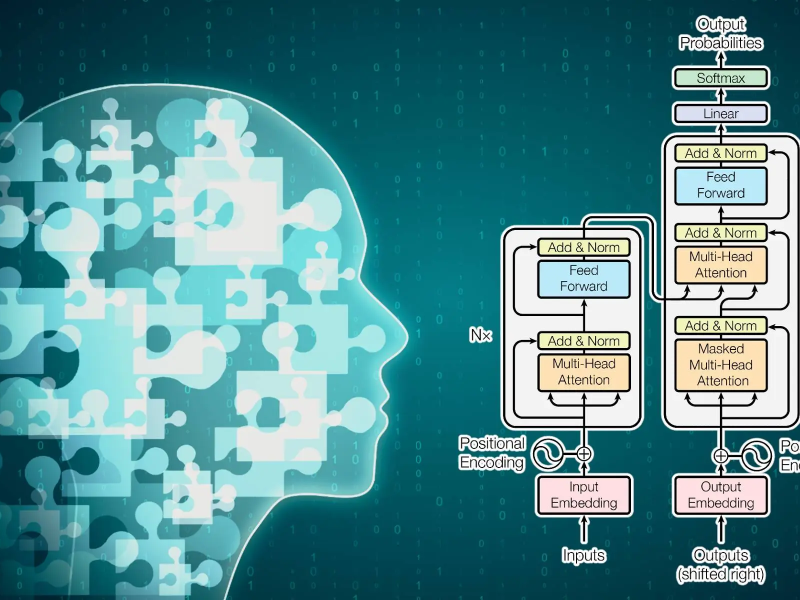 Output
Probabilities
Softmax
Linear
Add & Norm
Feed
Forward
Add & Norm
Multi-Head
Attention
Add & Norm
Masked
Multi-Head
Attention
Add & Norm
Feed
Forward
Nx
Add & Norm
Multi-Head
Attention
Positional
Encoding
Input
Embedding
Output
Embedding
Inputs
Outputs
(shifted right)